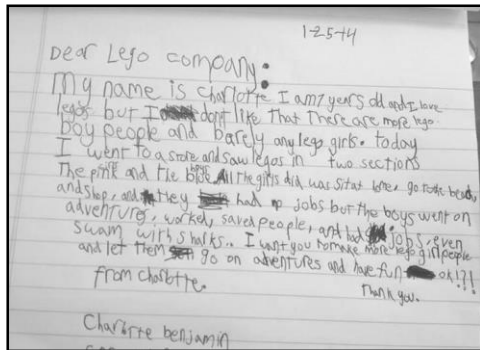 1-25-14
Dear Lego company:
My name is Charlotte I am 7 years old and I love
legos but I don't like that There are more lego
boy people and barely any lego girls. today
I went to a store and saw legos in two sections
The pink and the blue. All the girls did was sit at home, go to the beach,
and shop, and they had no jobs but the boys went on
adventures, worked, saved people, and had jobs, even
swam with sharks.. I want you to make more lego girl people
and let them go on adventures and have fun ok!?!
from charlotte. Thank you.
Charlotte benjamin